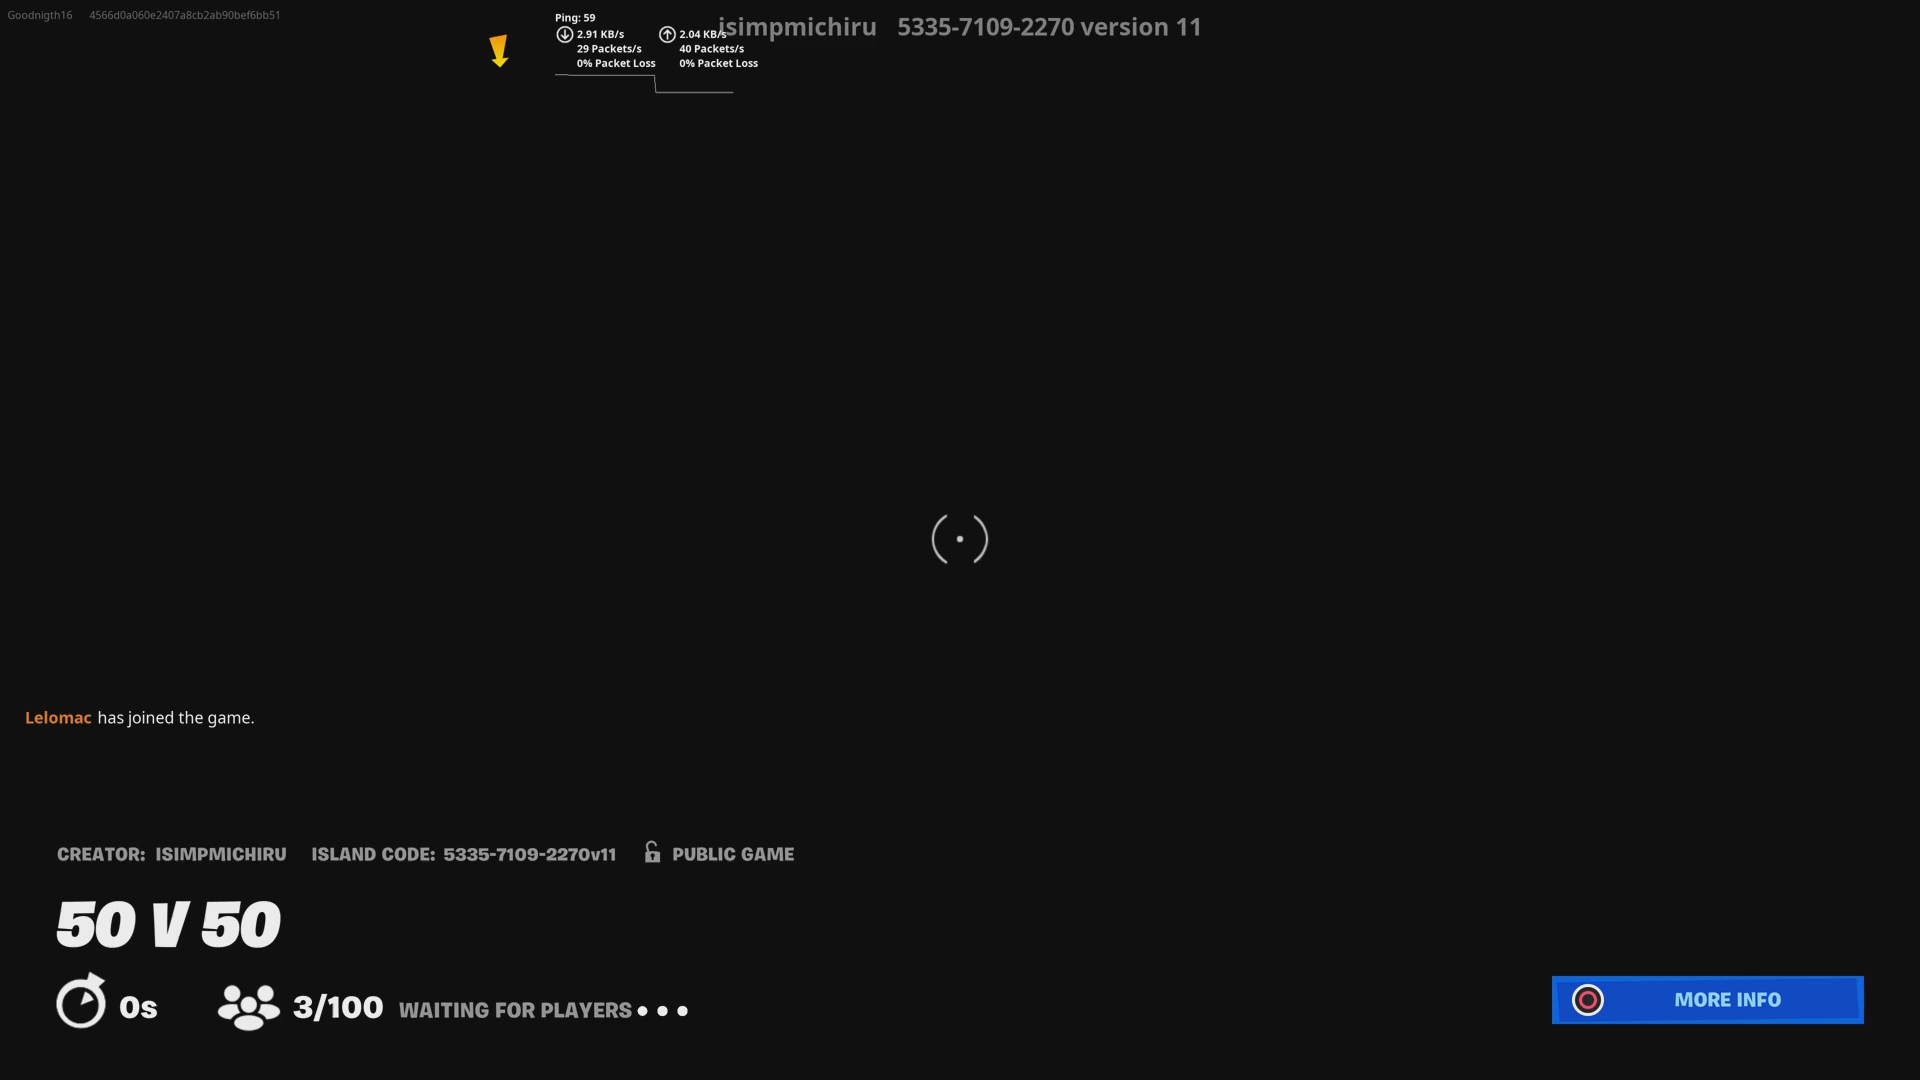 Goodnigth16 4566d0a060e2407a8cb2ab90bef6bb51
Ping: 59
2.91 KB/s 2.04 KB/s
29 Packets/s 40 Packets/s
0% Packet Loss 0% Packet Loss
isimpmichiru 5335-7109-2270 version 11
Lelomac has joined the game.
CREATOR: ISIMPMICHIRU ISLAND CODE: 5335-7109-2270v11 PUBLIC GAME
50 V 50
0s 3/100 WAITING FOR PLAYERS...
MORE INFO